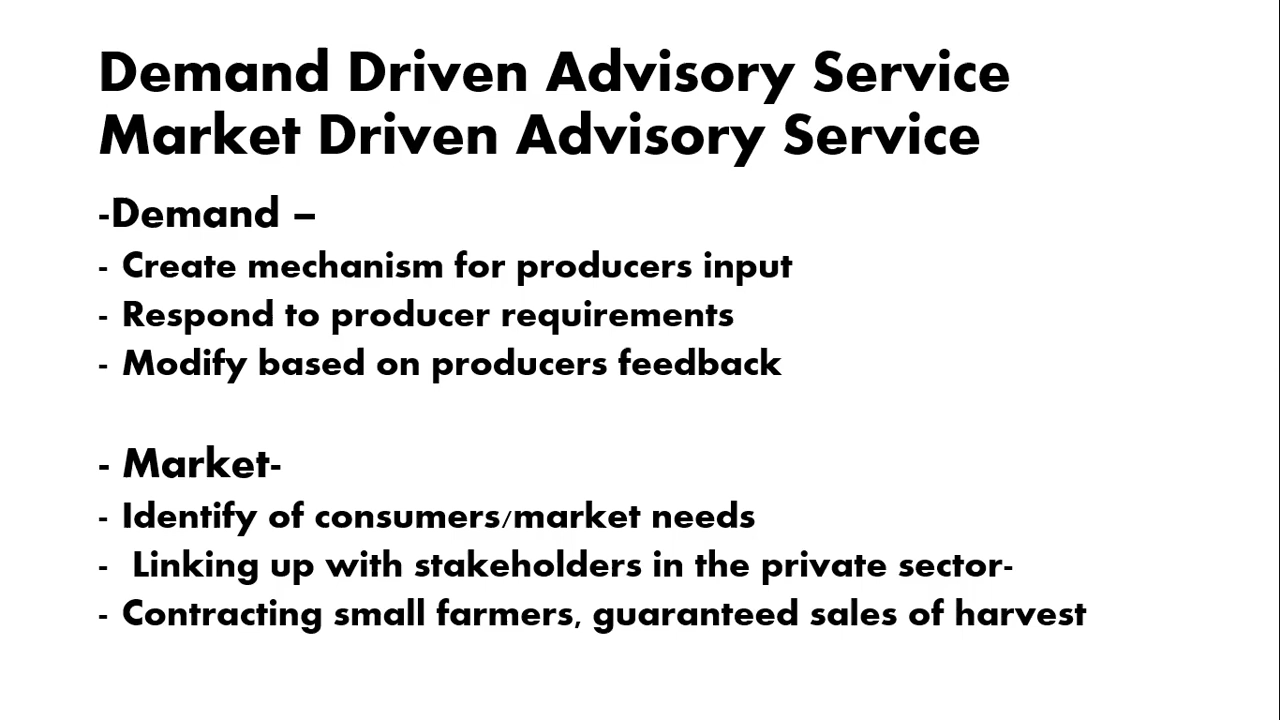 Demand Driven Advisory Service
Market Driven Advisory Service
-Demand –
- Create mechanism for producers input
- Respond to producer requirements
- Modify based on producers feedback
- Market-
- Identify of consumers/market needs
- Linking up with stakeholders in the private sector-
- Contracting small farmers, guaranteed sales of harvest